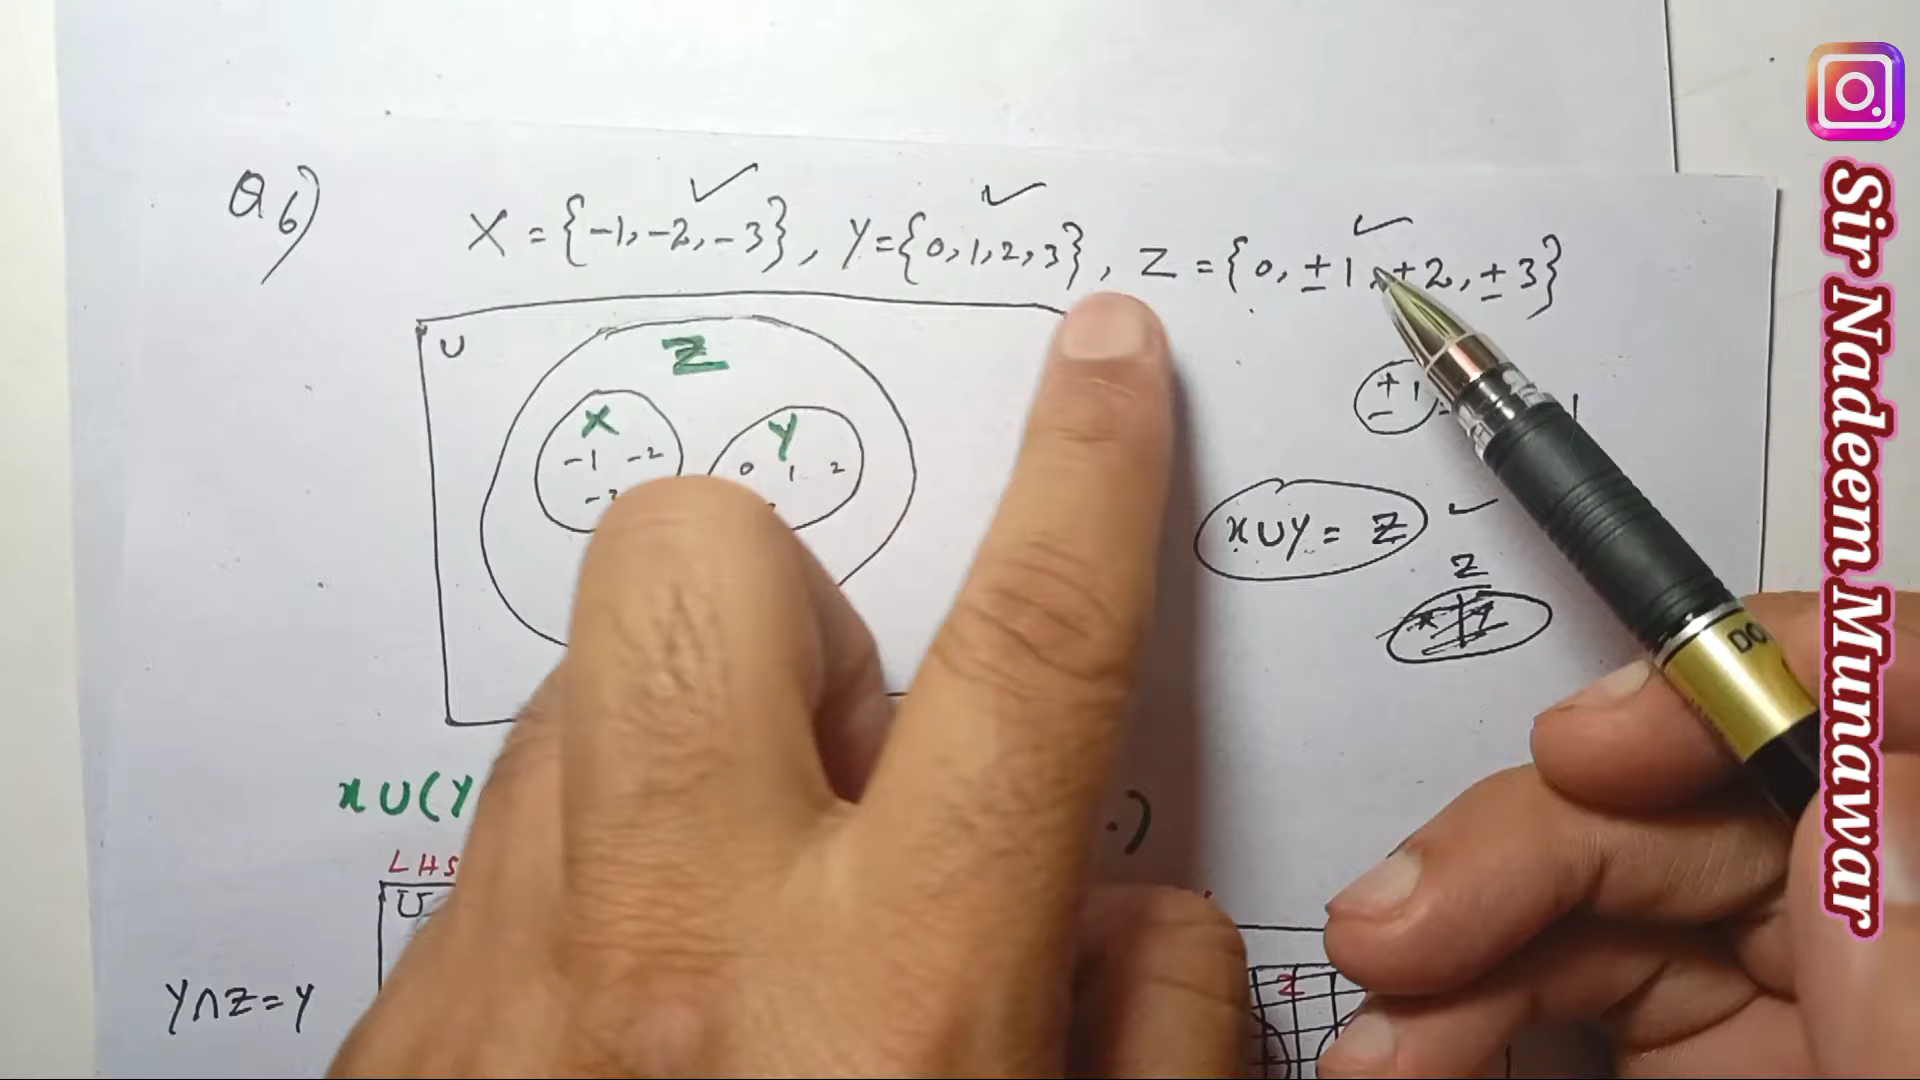 Q6) X = {-1, -2, -3}, Y = {0, 1, 2, 3}, Z = {0, ±1, ±2, ±3}
U
Z
X
Y
-1 -2
0 1 2
± 1
X∪Y = Z
Z
X∪(Y
)
LHS
U
Z
Y∩Z=Y
Sir Nadeem Munawar